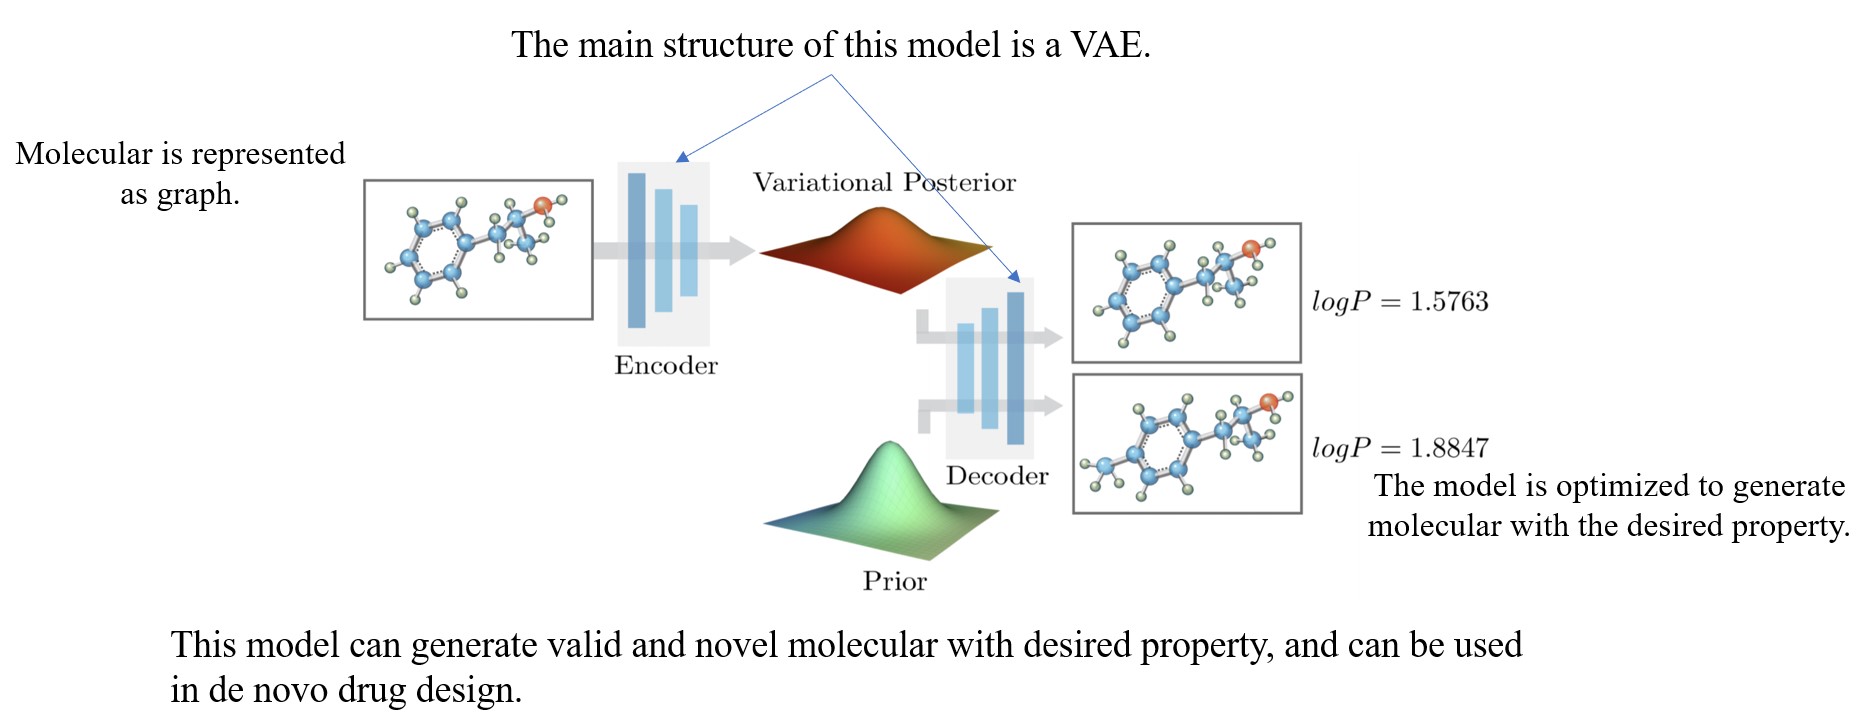 The main structure of this model is a VAE.
Molecular is represented
as graph.
Variational Posterior
Encoder
logP = 1.5763
logP = 1.8847
Decoder
The model is optimized to generate
molecular with the desired property.
Prior
This model can generate valid and novel molecular with desired property, and can be used
in de novo drug design.